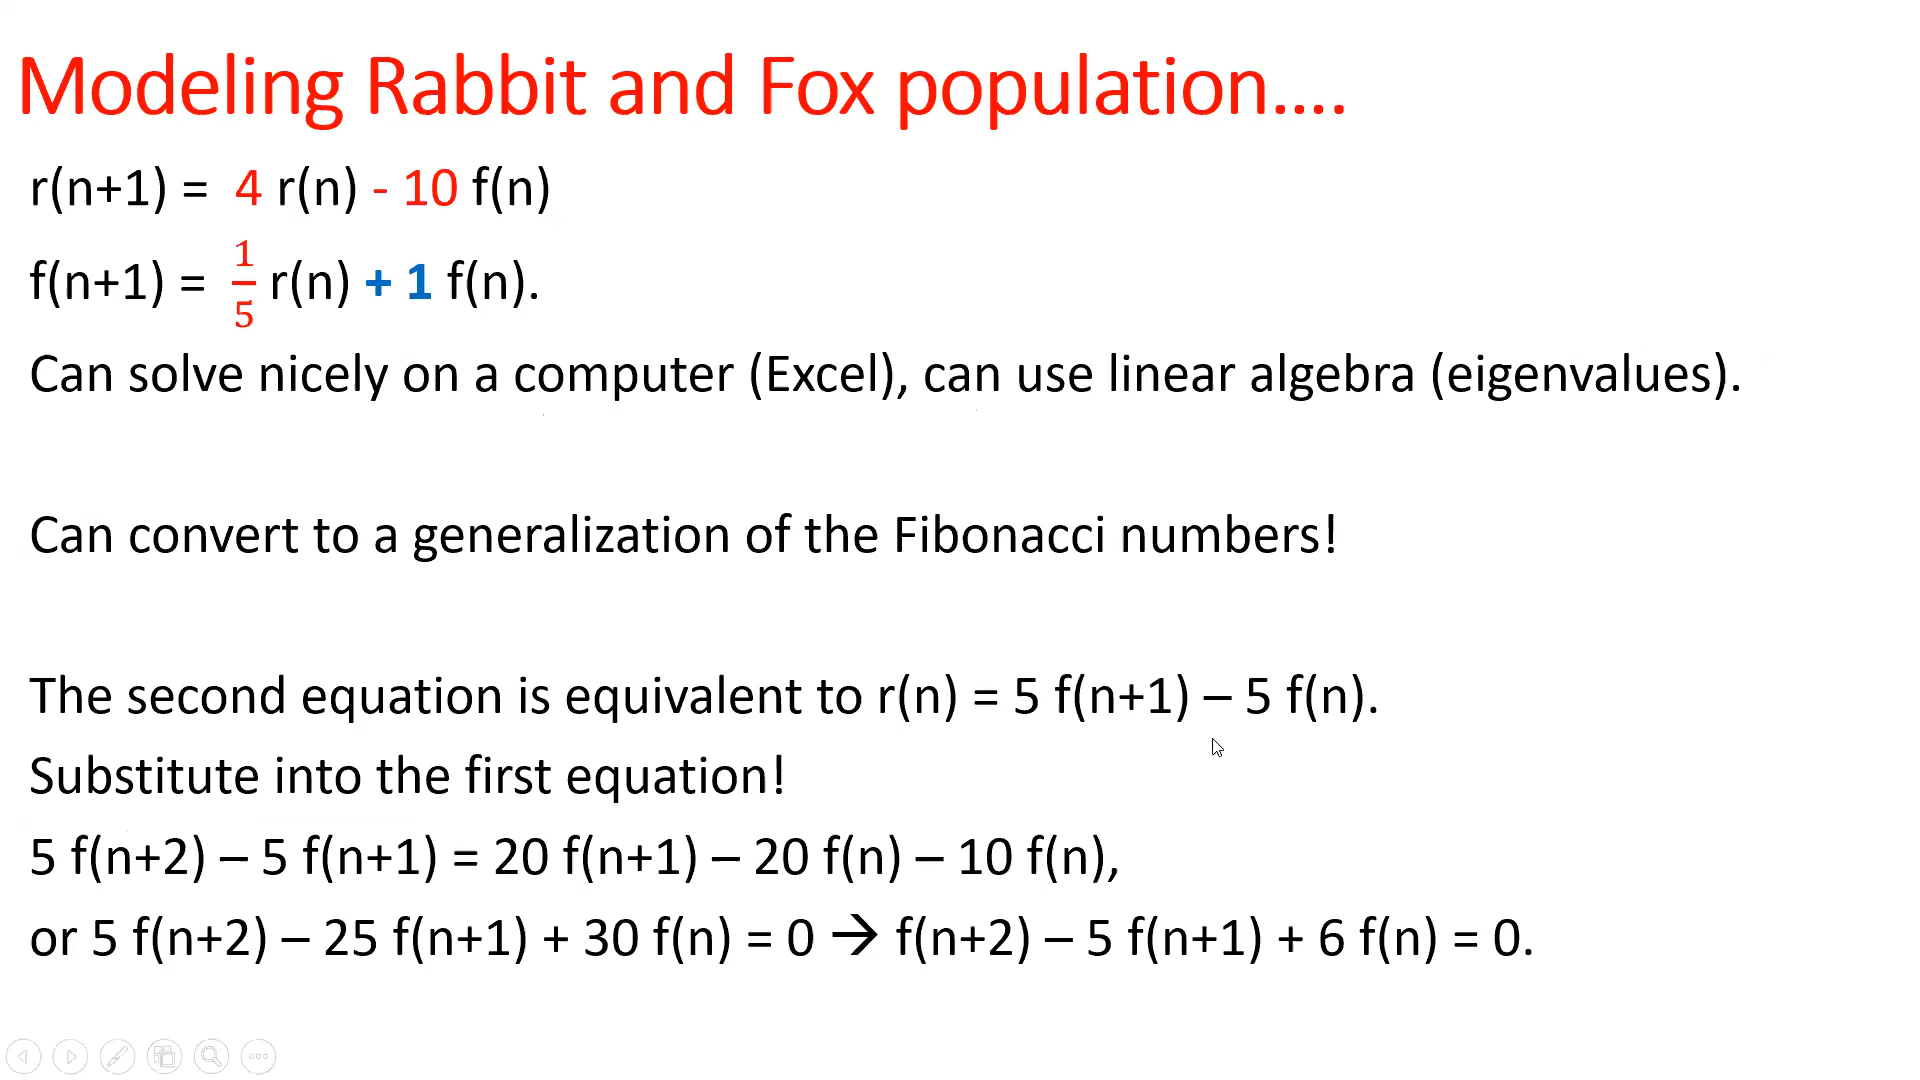 Modeling Rabbit and Fox population....
r(n+1) = 4 r(n) - 10 f(n)
f(n+1) = 1/5 r(n) + 1 f(n).
Can solve nicely on a computer (Excel), can use linear algebra (eigenvalues).
Can convert to a generalization of the Fibonacci numbers!
The second equation is equivalent to r(n) = 5 f(n+1) – 5 f(n).
Substitute into the first equation!
5 f(n+2) – 5 f(n+1) = 20 f(n+1) – 20 f(n) – 10 f(n),
or 5 f(n+2) – 25 f(n+1) + 30 f(n) = 0 → f(n+2) – 5 f(n+1) + 6 f(n) = 0.